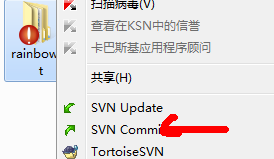 扫描病毒(V)
查看在KSN中的信誉
卡巴斯基应用程序顾问
rainbow
t
共享(H)
SVN Update
SVN Commi
TortoiseSVN